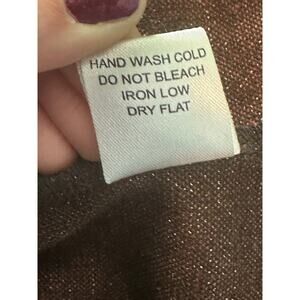 HAND WASH COLD
DO NOT BLEACH
IRON LOW
DRY FLAT